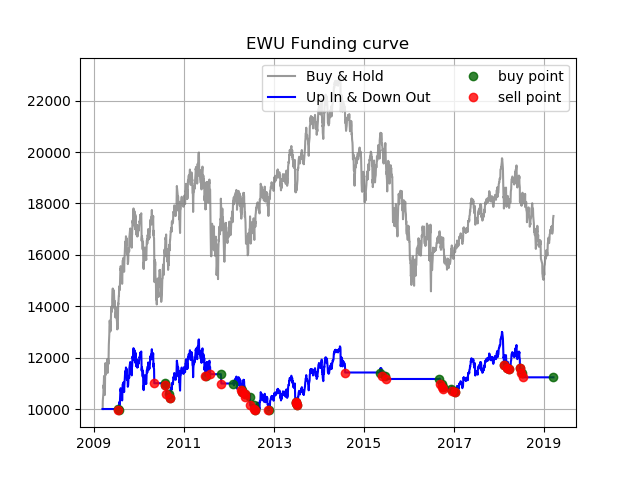 EWU Funding curve
Buy & Hold
Up In & Down Out
buy point
sell point
22000
20000
18000
16000
14000
12000
10000
2009 2011 2013 2015 2017 2019